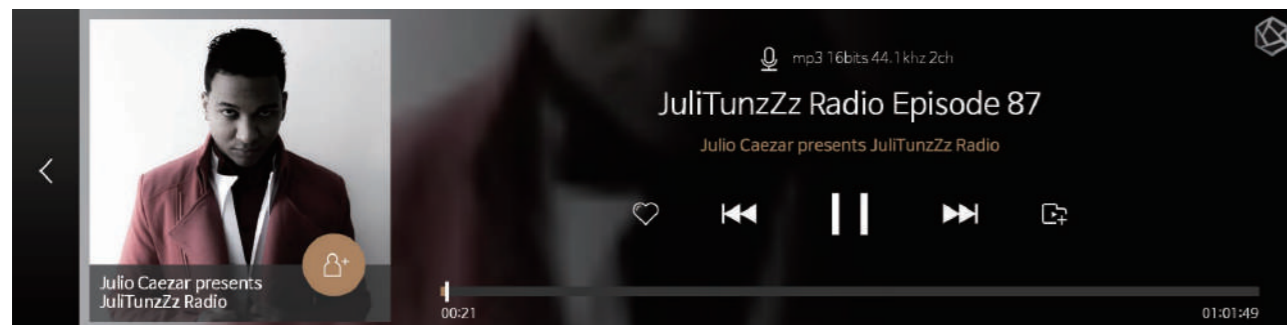 mp3 16bits 44.1khz 2ch
JuliTunzZz Radio Episode 87
Julio Caezar presents JuliTunzZz Radio
Julio Caezar presents
JuliTunzZz Radio
00:21
01:01:49